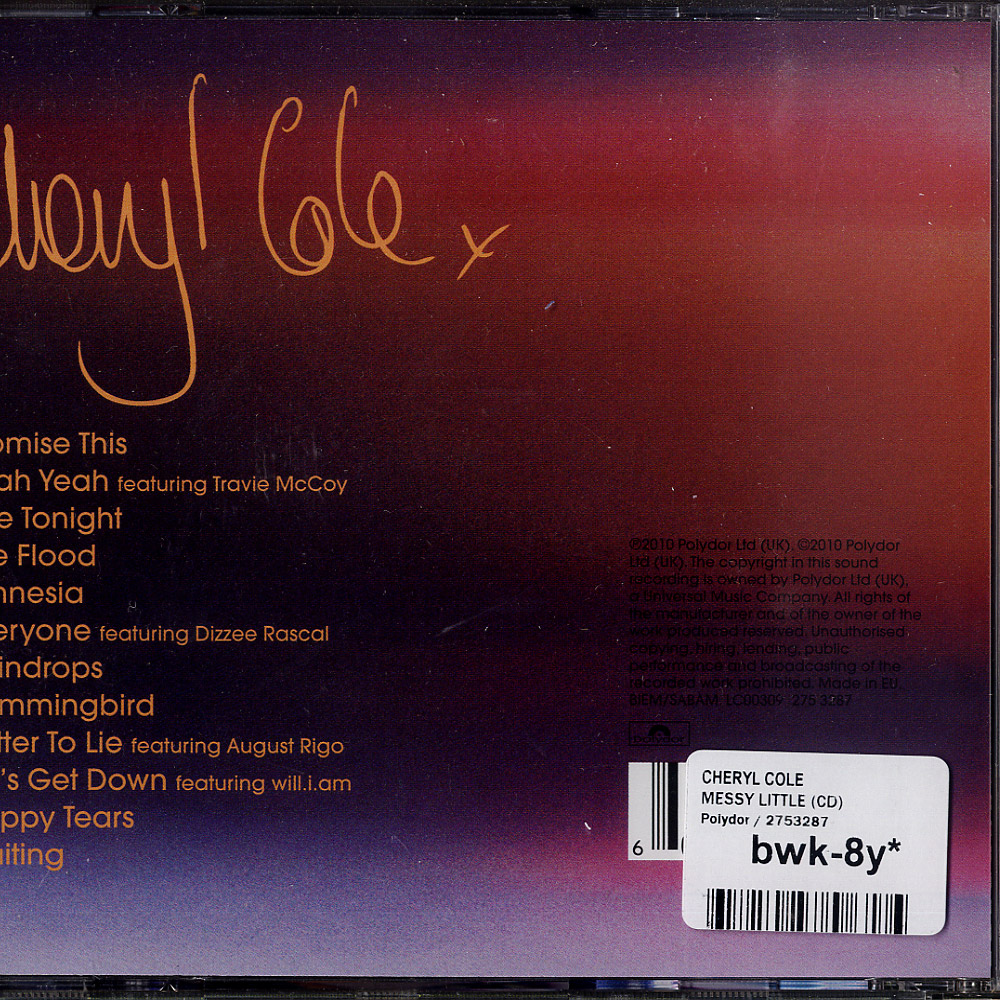 Cheryl Cole x
omise This
ah Yeah featuring Travie McCoy
e Tonight
e Flood
nnesia
eryone featuring Dizzee Rascal
indrops
mmingbird
tter To Lie featuring August Rigo
's Get Down featuring will.i.am
ppy Tears
iting
℗2010 Polydor Ltd (UK). ©2010 Polydor
Ltd (UK). The copyright in this sound
recording is owned by Polydor Ltd (UK),
a Universal Music Company. All rights of
the manufacturer and of the owner of the
work produced reserved. Unauthorised
copying, hiring, lending, public
performance and broadcasting of the
recorded work prohibited. Made in EU.
BIEM/SABAM. LC00309 275 3287
polydor
6
CHERYL COLE
MESSY LITTLE (CD)
Polydor / 2753287
bwk-8y*